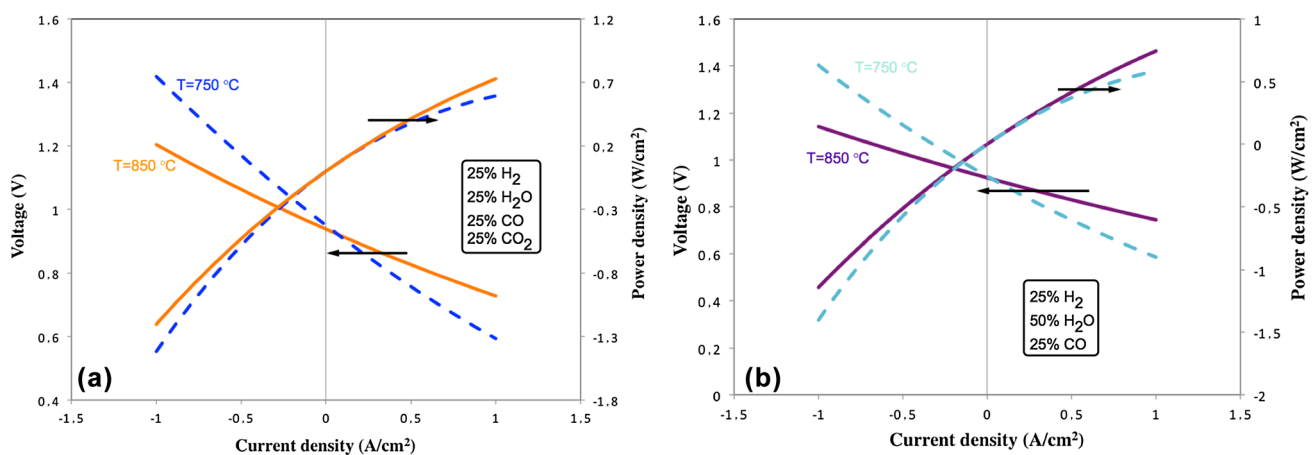 1.6
1.4
1.2
1
0.8
0.6
0.4
Voltage (V)
T=750 °C
T=850 °C
25% H2
25% H2O
25% CO
25% CO2
(a)
1.2
0.7
0.2
-0.3
-0.8
-1.3
-1.8
Power density (W/cm2)
-1.5 -1 -0.5 0 0.5 1 1.5
Current density (A/cm2)
1.6
1.4
1.2
1
0.8
0.6
0.4
0.2
0
Voltage (V)
T=750 °C
T=850 °C
25% H2
50% H2O
25% CO
(b)
1
0.5
0
-0.5
-1
-1.5
-2
Power density (W/cm2)
-1.5 -1 -0.5 0 0.5 1 1.5
Current density (A/cm2)